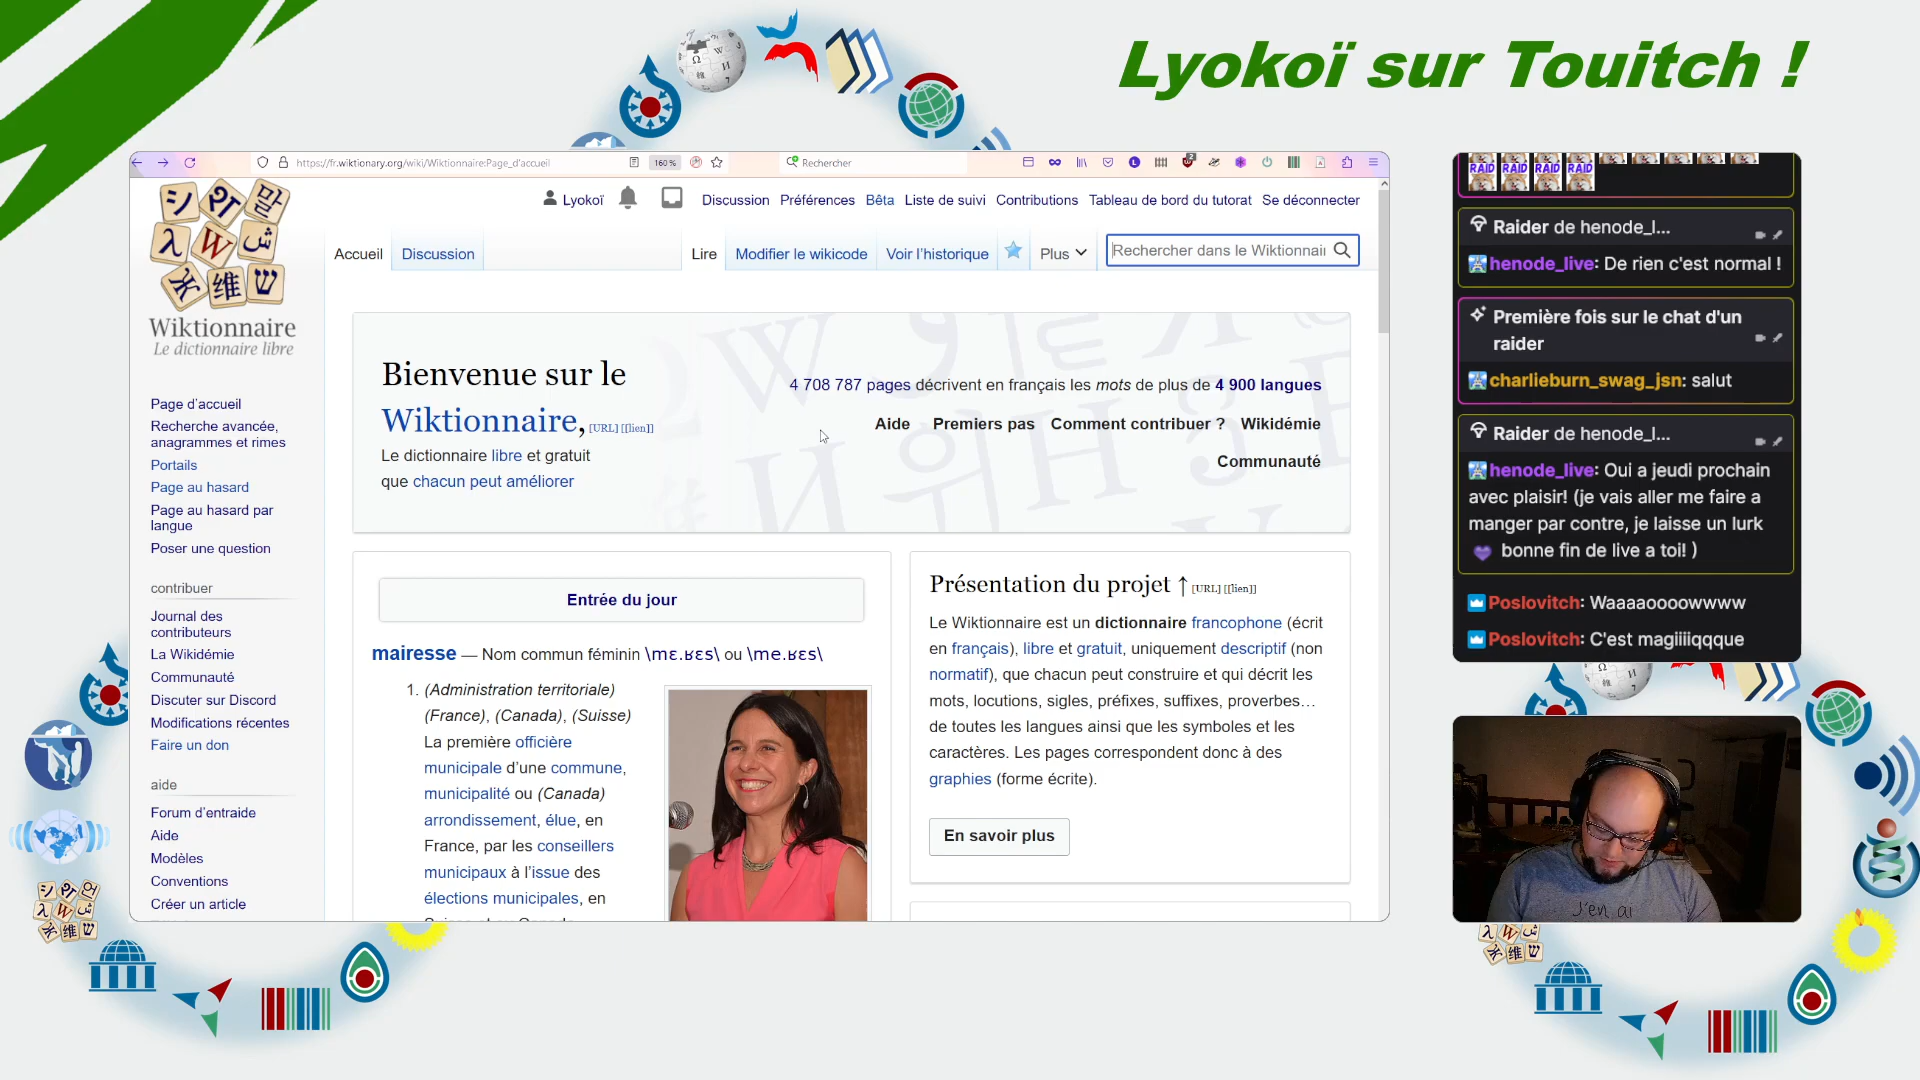 Lyokoï sur Touitch !
https://fr.wiktionary.org/wiki/Wiktionnaire:Page_d'accueil
160 %
Rechercher
Lyokoï
Discussion Préférences Bêta Liste de suivi Contributions Tableau de bord du tutorat Se déconnecter
Accueil Discussion
Lire Modifier le wikicode Voir l'historique Plus
Rechercher dans le Wiktionnai
Wiktionnaire
Le dictionnaire libre
Page d'accueil
Recherche avancée,
anagrammes et rimes
Portails
Page au hasard
Page au hasard par
langue
Poser une question
contribuer
Journal des
contributeurs
La Wikidémie
Communauté
Discuter sur Discord
Modifications récentes
Faire un don
aide
Forum d'entraide
Aide
Modèles
Conventions
Créer un article
Bienvenue sur le
Wiktionnaire, [URL] [[lien]]
Le dictionnaire libre et gratuit
que chacun peut améliorer
4 708 787 pages décrivent en français les mots de plus de 4 900 langues
Aide Premiers pas Comment contribuer ? Wikidémie
Communauté
Entrée du jour
mairesse — Nom commun féminin \mɛ.ʁɛs\ ou \me.ʁɛs\
1. (Administration territoriale)
(France), (Canada), (Suisse)
La première officière
municipale d'une commune,
municipalité ou (Canada)
arrondissement, élue, en
France, par les conseillers
municipaux à l'issue des
élections municipales, en
Présentation du projet ↑ [URL] [[lien]]
Le Wiktionnaire est un dictionnaire francophone (écrit
en français), libre et gratuit, uniquement descriptif (non
normatif), que chacun peut construire et qui décrit les
mots, locutions, sigles, préfixes, suffixes, proverbes…
de toutes les langues ainsi que les symboles et les
caractères. Les pages correspondent donc à des
graphies (forme écrite).
En savoir plus
RAID RAID RAID RAID
Raider de henode_l...
henode_live: De rien c'est normal !
Première fois sur le chat d'un
raider
charlieburn_swag_jsn: salut
Raider de henode_l...
henode_live: Oui a jeudi prochain
avec plaisir! (je vais aller me faire a
manger par contre, je laisse un lurk
bonne fin de live a toi! )
Poslovitch: Waaaaoooowwww
Poslovitch: C'est magiiiiqqque
J'en ai